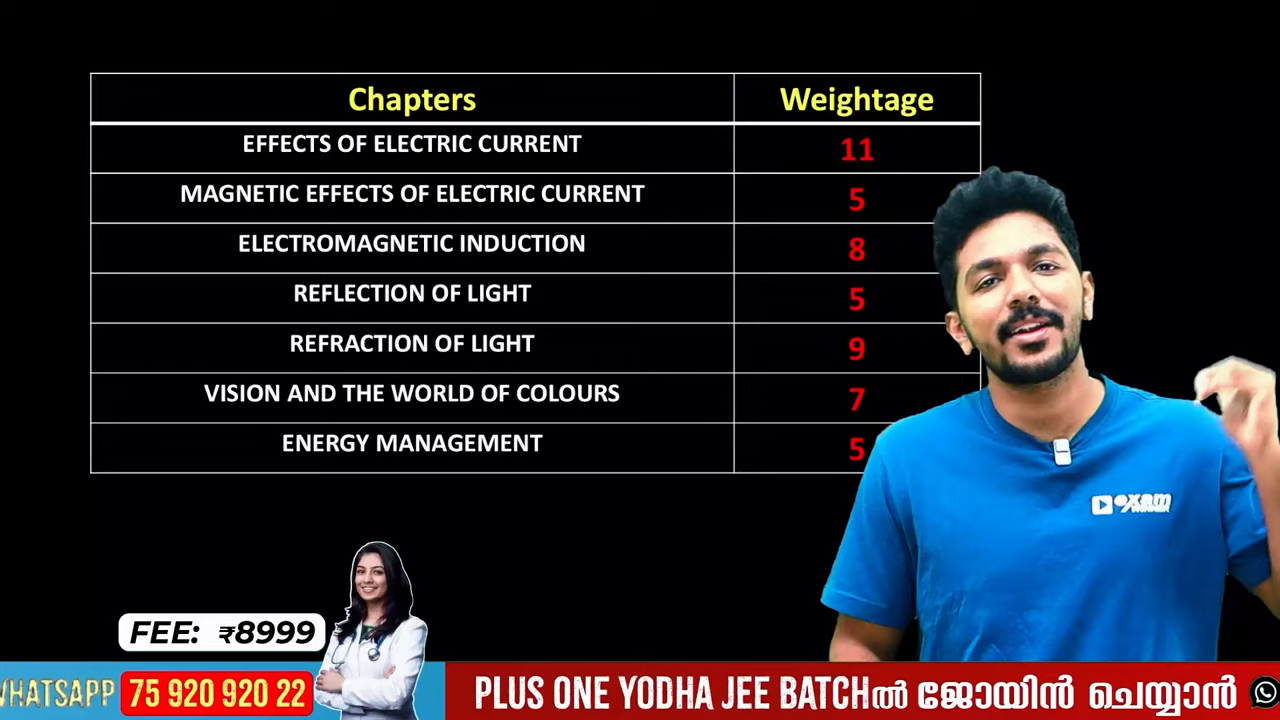 Chapters Weightage
EFFECTS OF ELECTRIC CURRENT 11
MAGNETIC EFFECTS OF ELECTRIC CURRENT 5
ELECTROMAGNETIC INDUCTION 8
REFLECTION OF LIGHT 5
REFRACTION OF LIGHT 9
VISION AND THE WORLD OF COLOURS 7
ENERGY MANAGEMENT 5
exam
FEE: ₹8999
WHATSAPP 75 920 920 22 PLUS ONE YODHA JEE BATCHൽ ജോയിൻ ചെയ്യാൻ